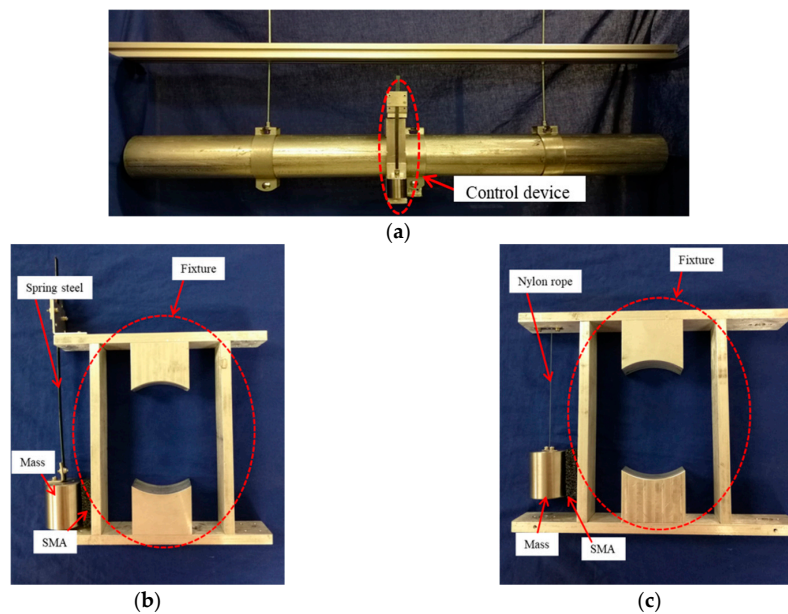 Control device
(a)
Fixture
Spring steel
Mass
SMA
(b)
Fixture
Nylon rope
Mass
SMA
(c)